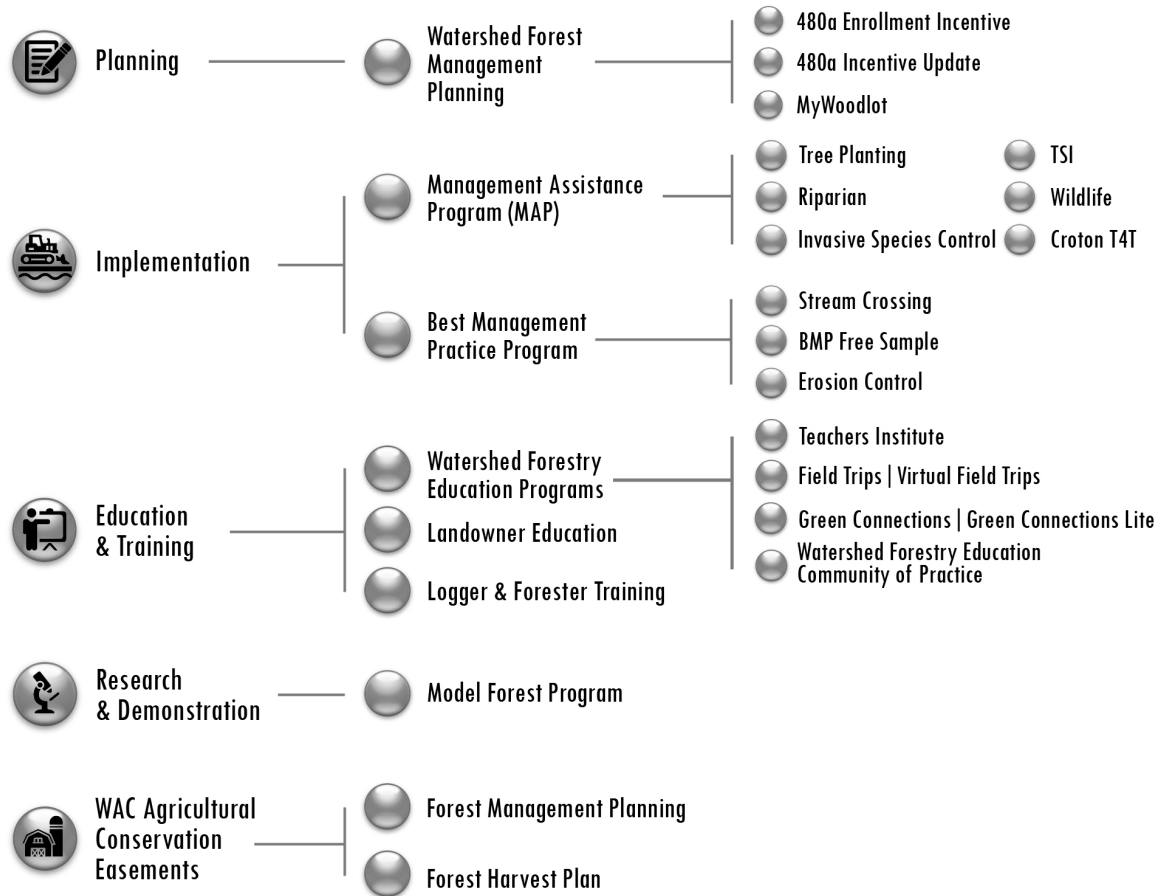 Planning
Watershed Forest
Management
Planning
480a Enrollment Incentive
480a Incentive Update
MyWoodlot
Implementation
Management Assistance
Program (MAP)
Tree Planting
TSI
Riparian
Wildlife
Invasive Species Control
Croton T4T
Best Management
Practice Program
Stream Crossing
BMP Free Sample
Erosion Control
Education
& Training
Watershed Forestry
Education Programs
Teachers Institute
Field Trips | Virtual Field Trips
Green Connections | Green Connections Lite
Watershed Forestry Education
Community of Practice
Landowner Education
Logger & Forester Training
Research
& Demonstration
Model Forest Program
WAC Agricultural
Conservation
Easements
Forest Management Planning
Forest Harvest Plan